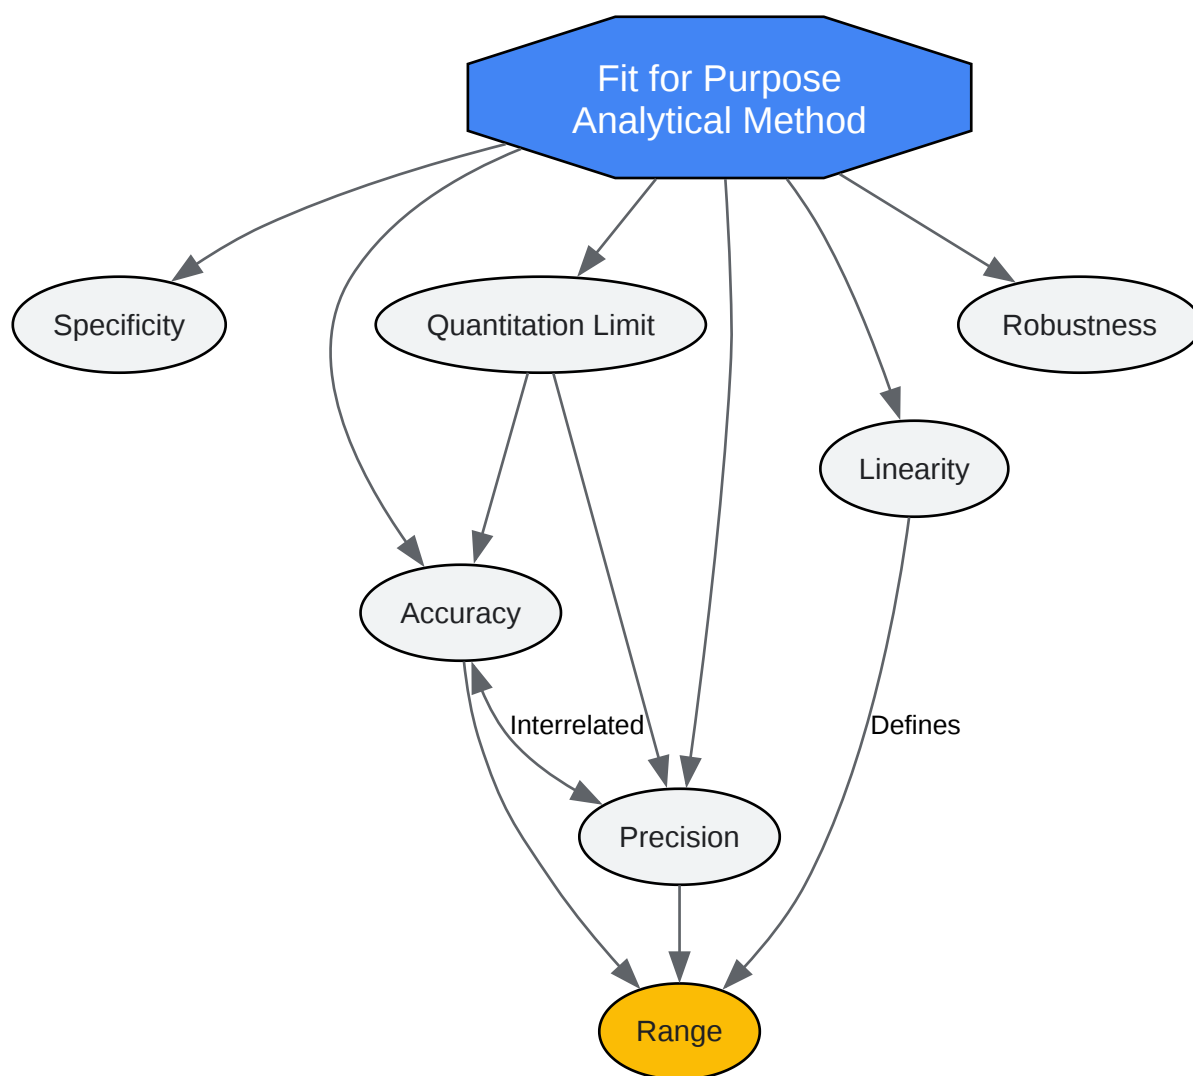 Fit for Purpose
Analytical Method
Specificity
Quantitation Limit
Robustness
Linearity
Accuracy
Interrelated
Defines
Precision
Range